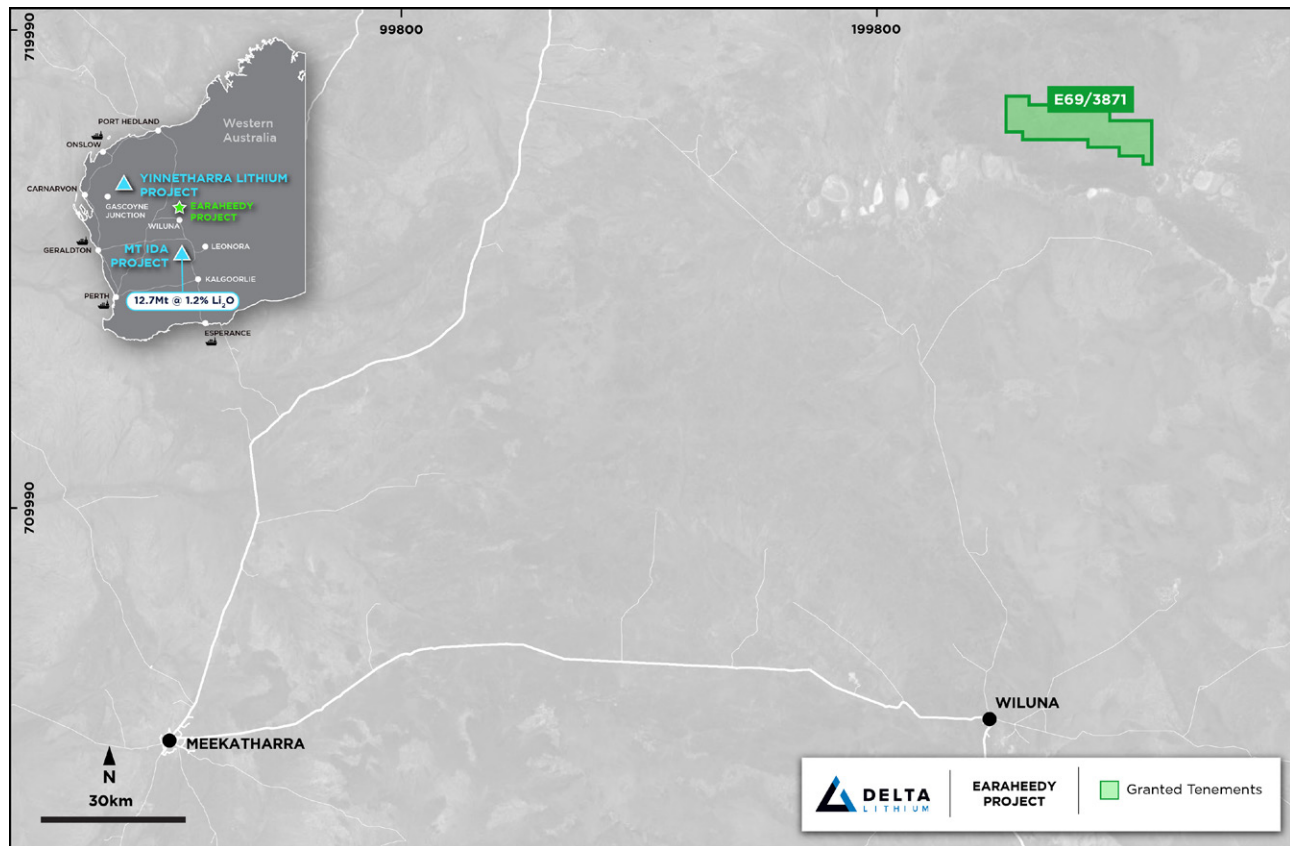 99800
199800
719990
709990
E69/3871
Western
Australia
PORT HEDLAND
ONSLOW
YINNETHARRA LITHIUM
PROJECT
CARNARVON
GASCOYNE
JUNCTION
EARAHEEDY
PROJECT
WILUNA
GERALDTON
MT IDA
PROJECT
LEONORA
KALGOORLIE
PERTH
12.7Mt @ 1.2% Li₂O
ESPERANCE
WILUNA
MEEKATHARRA
N
30km
DELTA
LITHIUM
EARAHEEDY
PROJECT
Granted Tenements